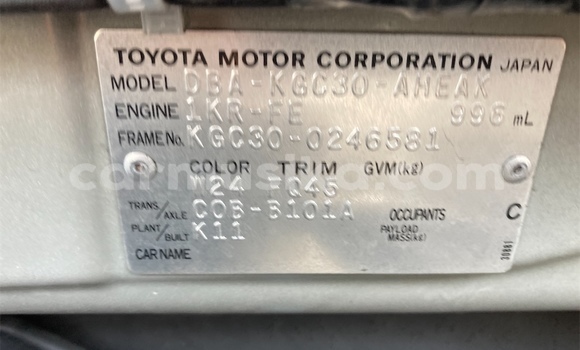 TOYOTA MOTOR CORPORATION JAPAN
MODEL DBA-KGC30-AHEAK
ENGINE 1KR-FE 996 mL
FRAME No. KGC30-0246581
COLOR TRIM GVM(kg)
W24 FQ45
TRANS/AXLE C0B-B101A OCCUPANTS C
PLANT/BUILT K11 PAYLOAD MASS(kg)
CAR NAME
30881